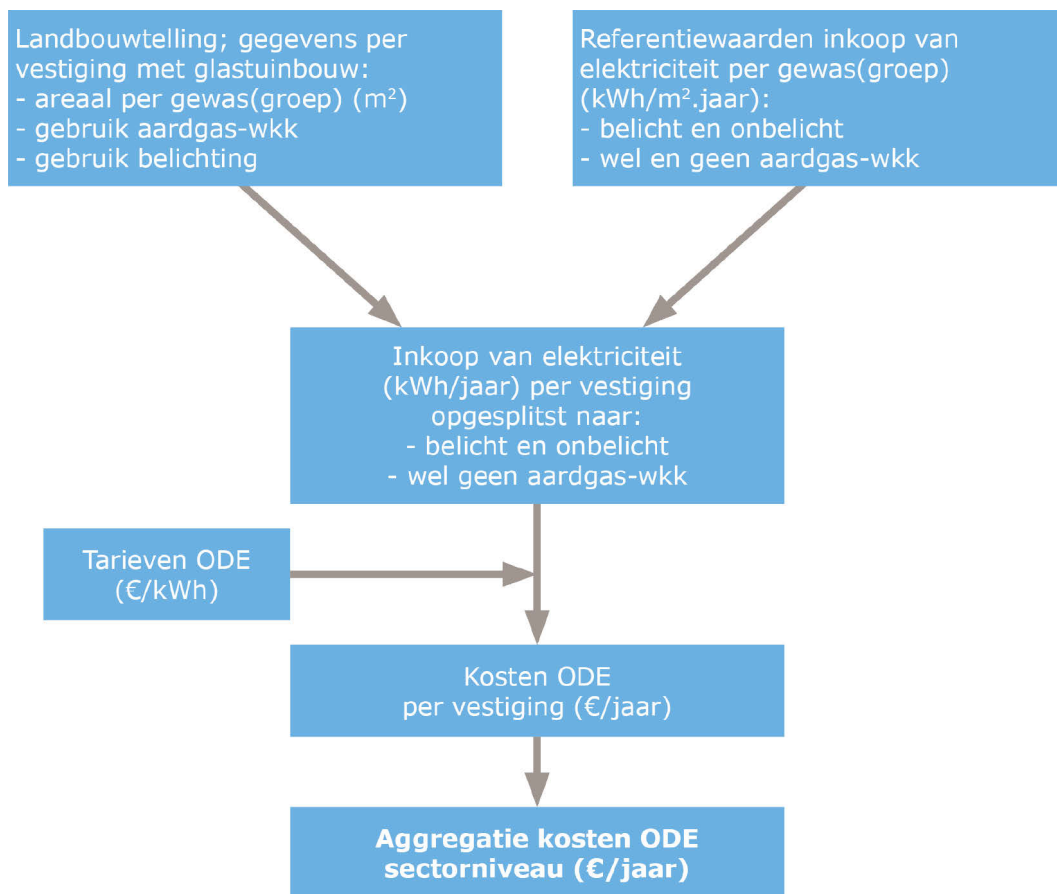 Landbouwtelling; gegevens per
vestiging met glastuinbouw:
- areaal per gewas(groep) (m²)
- gebruik aardgas-wkk
- gebruik belichting
Referentiewaarden inkoop van
elektriciteit per gewas(groep)
(kWh/m².jaar):
- belicht en onbelicht
- wel en geen aardgas-wkk
Inkoop van elektriciteit
(kWh/jaar) per vestiging
opgesplitst naar:
- belicht en onbelicht
- wel geen aardgas-wkk
Tarieven ODE
(€/kWh)
Kosten ODE
per vestiging (€/jaar)
Aggregatie kosten ODE
sectorniveau (€/jaar)